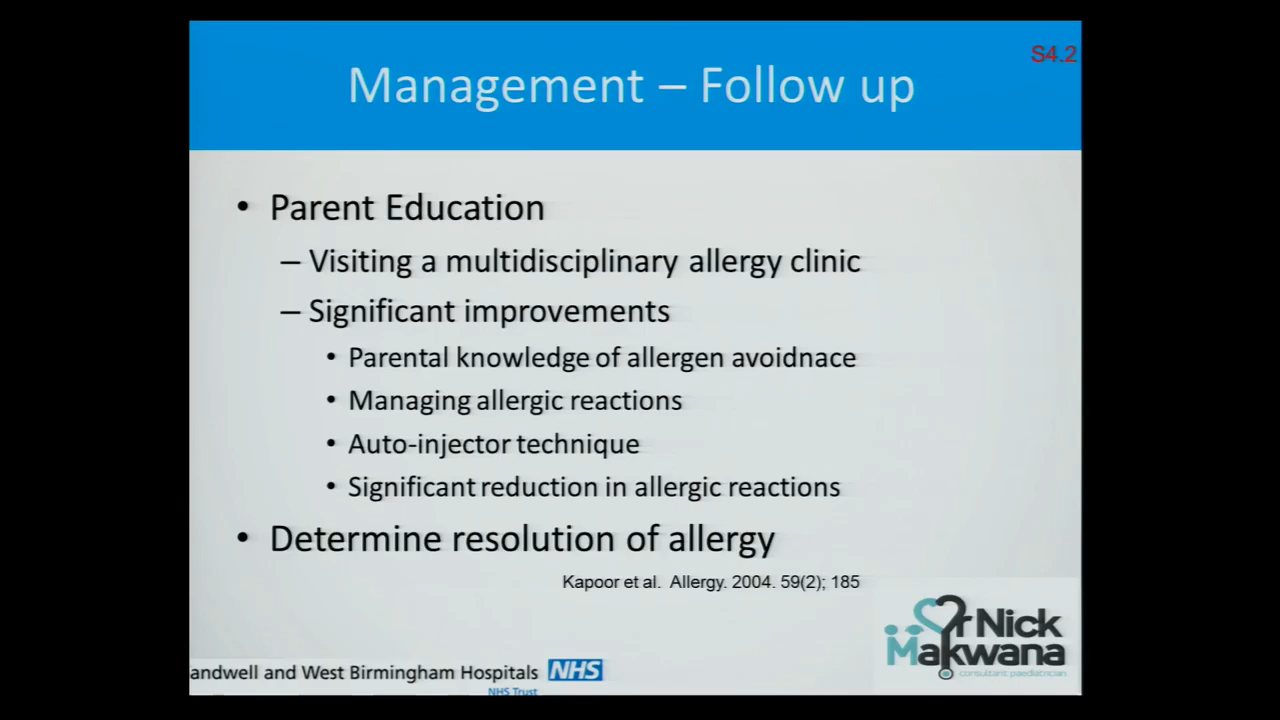 S4.2
Management – Follow up
• Parent Education
– Visiting a multidisciplinary allergy clinic
– Significant improvements
• Parental knowledge of allergen avoidnace
• Managing allergic reactions
• Auto-injector technique
• Significant reduction in allergic reactions
• Determine resolution of allergy
Kapoor et al. Allergy. 2004. 59(2); 185
Dr Nick
Makwana
consultant paediatrician
andwell and West Birmingham Hospitals NHS
NHS Trust